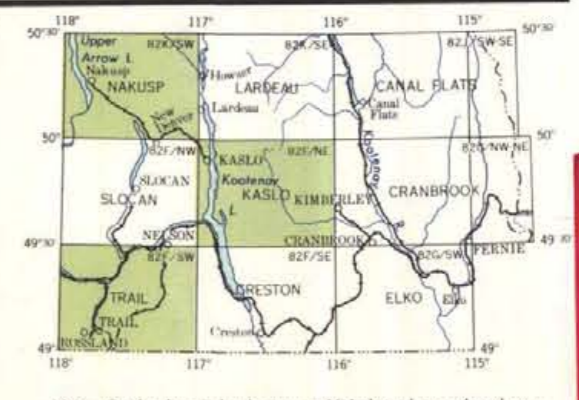 118° 117° 116° 115°
50° 30' 50° 30'
Upper 82K/SW 82K/SE 82J/SW-SE
Arrow L.
Nakusp Howser
NAKUSP LARDEAU CANAL FLATS
Lardeau Canal
Flats
New
Denver
50° 50°
82F/NW 82F/NE 82G/NW-NE
KASLO Kootenay
SLOCAN Kootenay
SLOCAN KASLO KIMBERLEY CRANBROOK
L. R.
NELSON CRANBROOK
49° 30' 49° 30'
82F/SW 82F/SE 82G/SW FERNIE
CRESTON
TRAIL ELKO Elko
TRAIL
ROSSLAND Creston
49° 49°
118° 117° 116° 115°